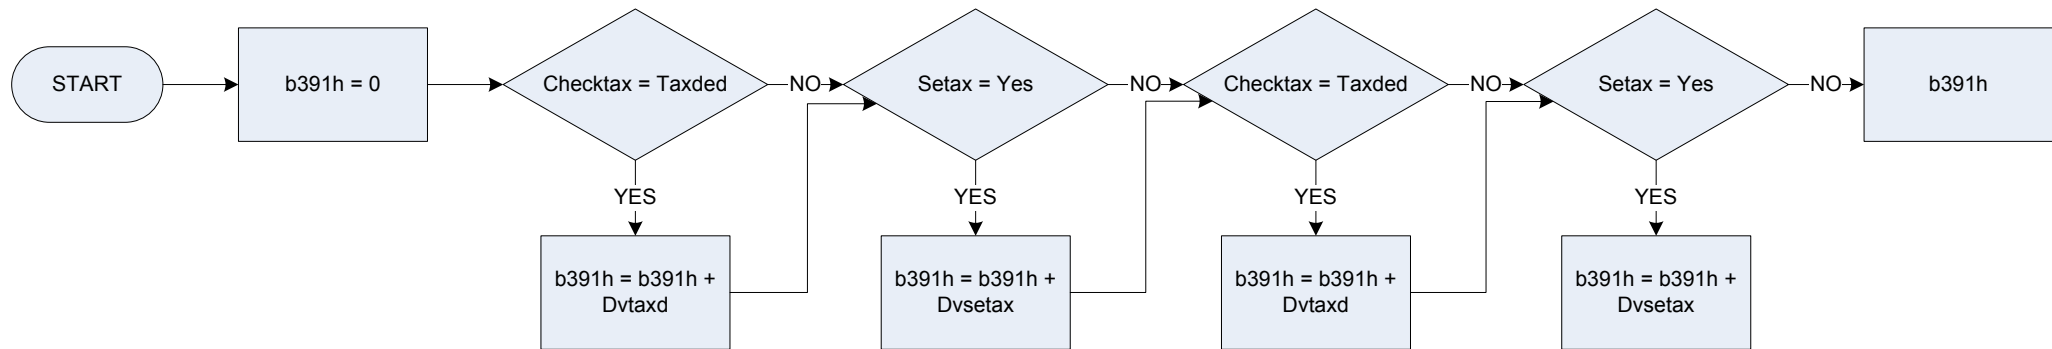 START
b391h = 0
Checktax = Taxded
NO
Setax = Yes
NO
Checktax = Taxded
NO
Setax = Yes
NO
b391h
YES
YES
YES
YES
b391h = b391h +
Dvtaxd
b391h = b391h +
Dvsetax
b391h = b391h +
Dvtaxd
b391h = b391h +
Dvsetax